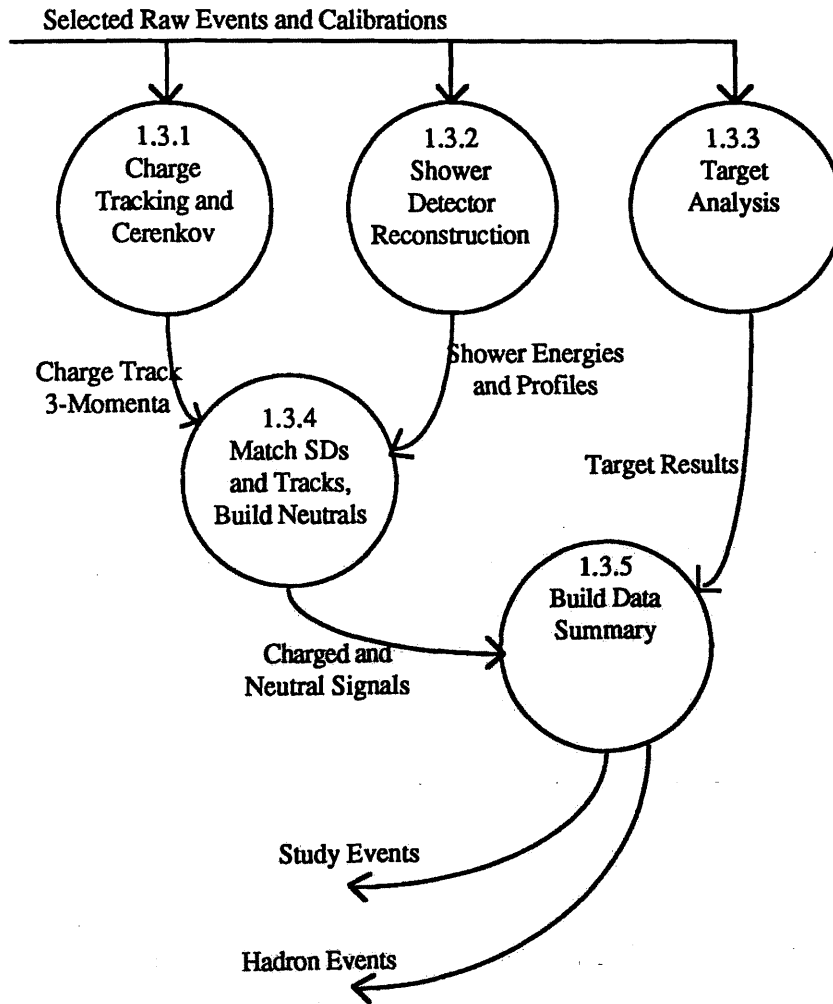 Selected Raw Events and Calibrations
1.3.1
Charge
Tracking and
Cerenkov
1.3.2
Shower
Detector
Reconstruction
1.3.3
Target
Analysis
Charge Track
3-Momenta
Shower Energies
and Profiles
1.3.4
Match SDs
and Tracks,
Build Neutrals
Target Results
1.3.5
Build Data
Summary
Charged and
Neutral Signals
Study Events
Hadron Events